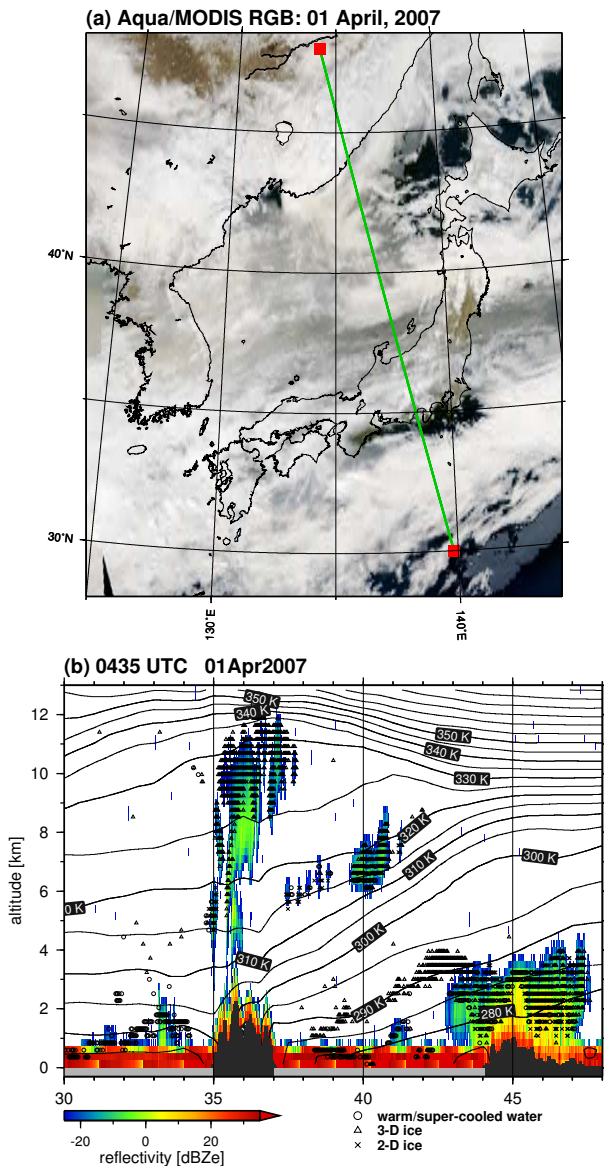 (a) Aqua/MODIS RGB: 01 April, 2007
40˚N
30˚N
130˚E
140˚E
(b) 0435 UTC 01Apr2007
12
10
8
6
4
2
0
altitude [km]
350 K
340 K
350 K
340 K
330 K
320 K
310 K
300 K
0 K
300 K
310 K
290 K
280 K
30
35
40
45
-20
0
20
reflectivity [dBZe]
warm/super-cooled water
3-D ice
2-D ice